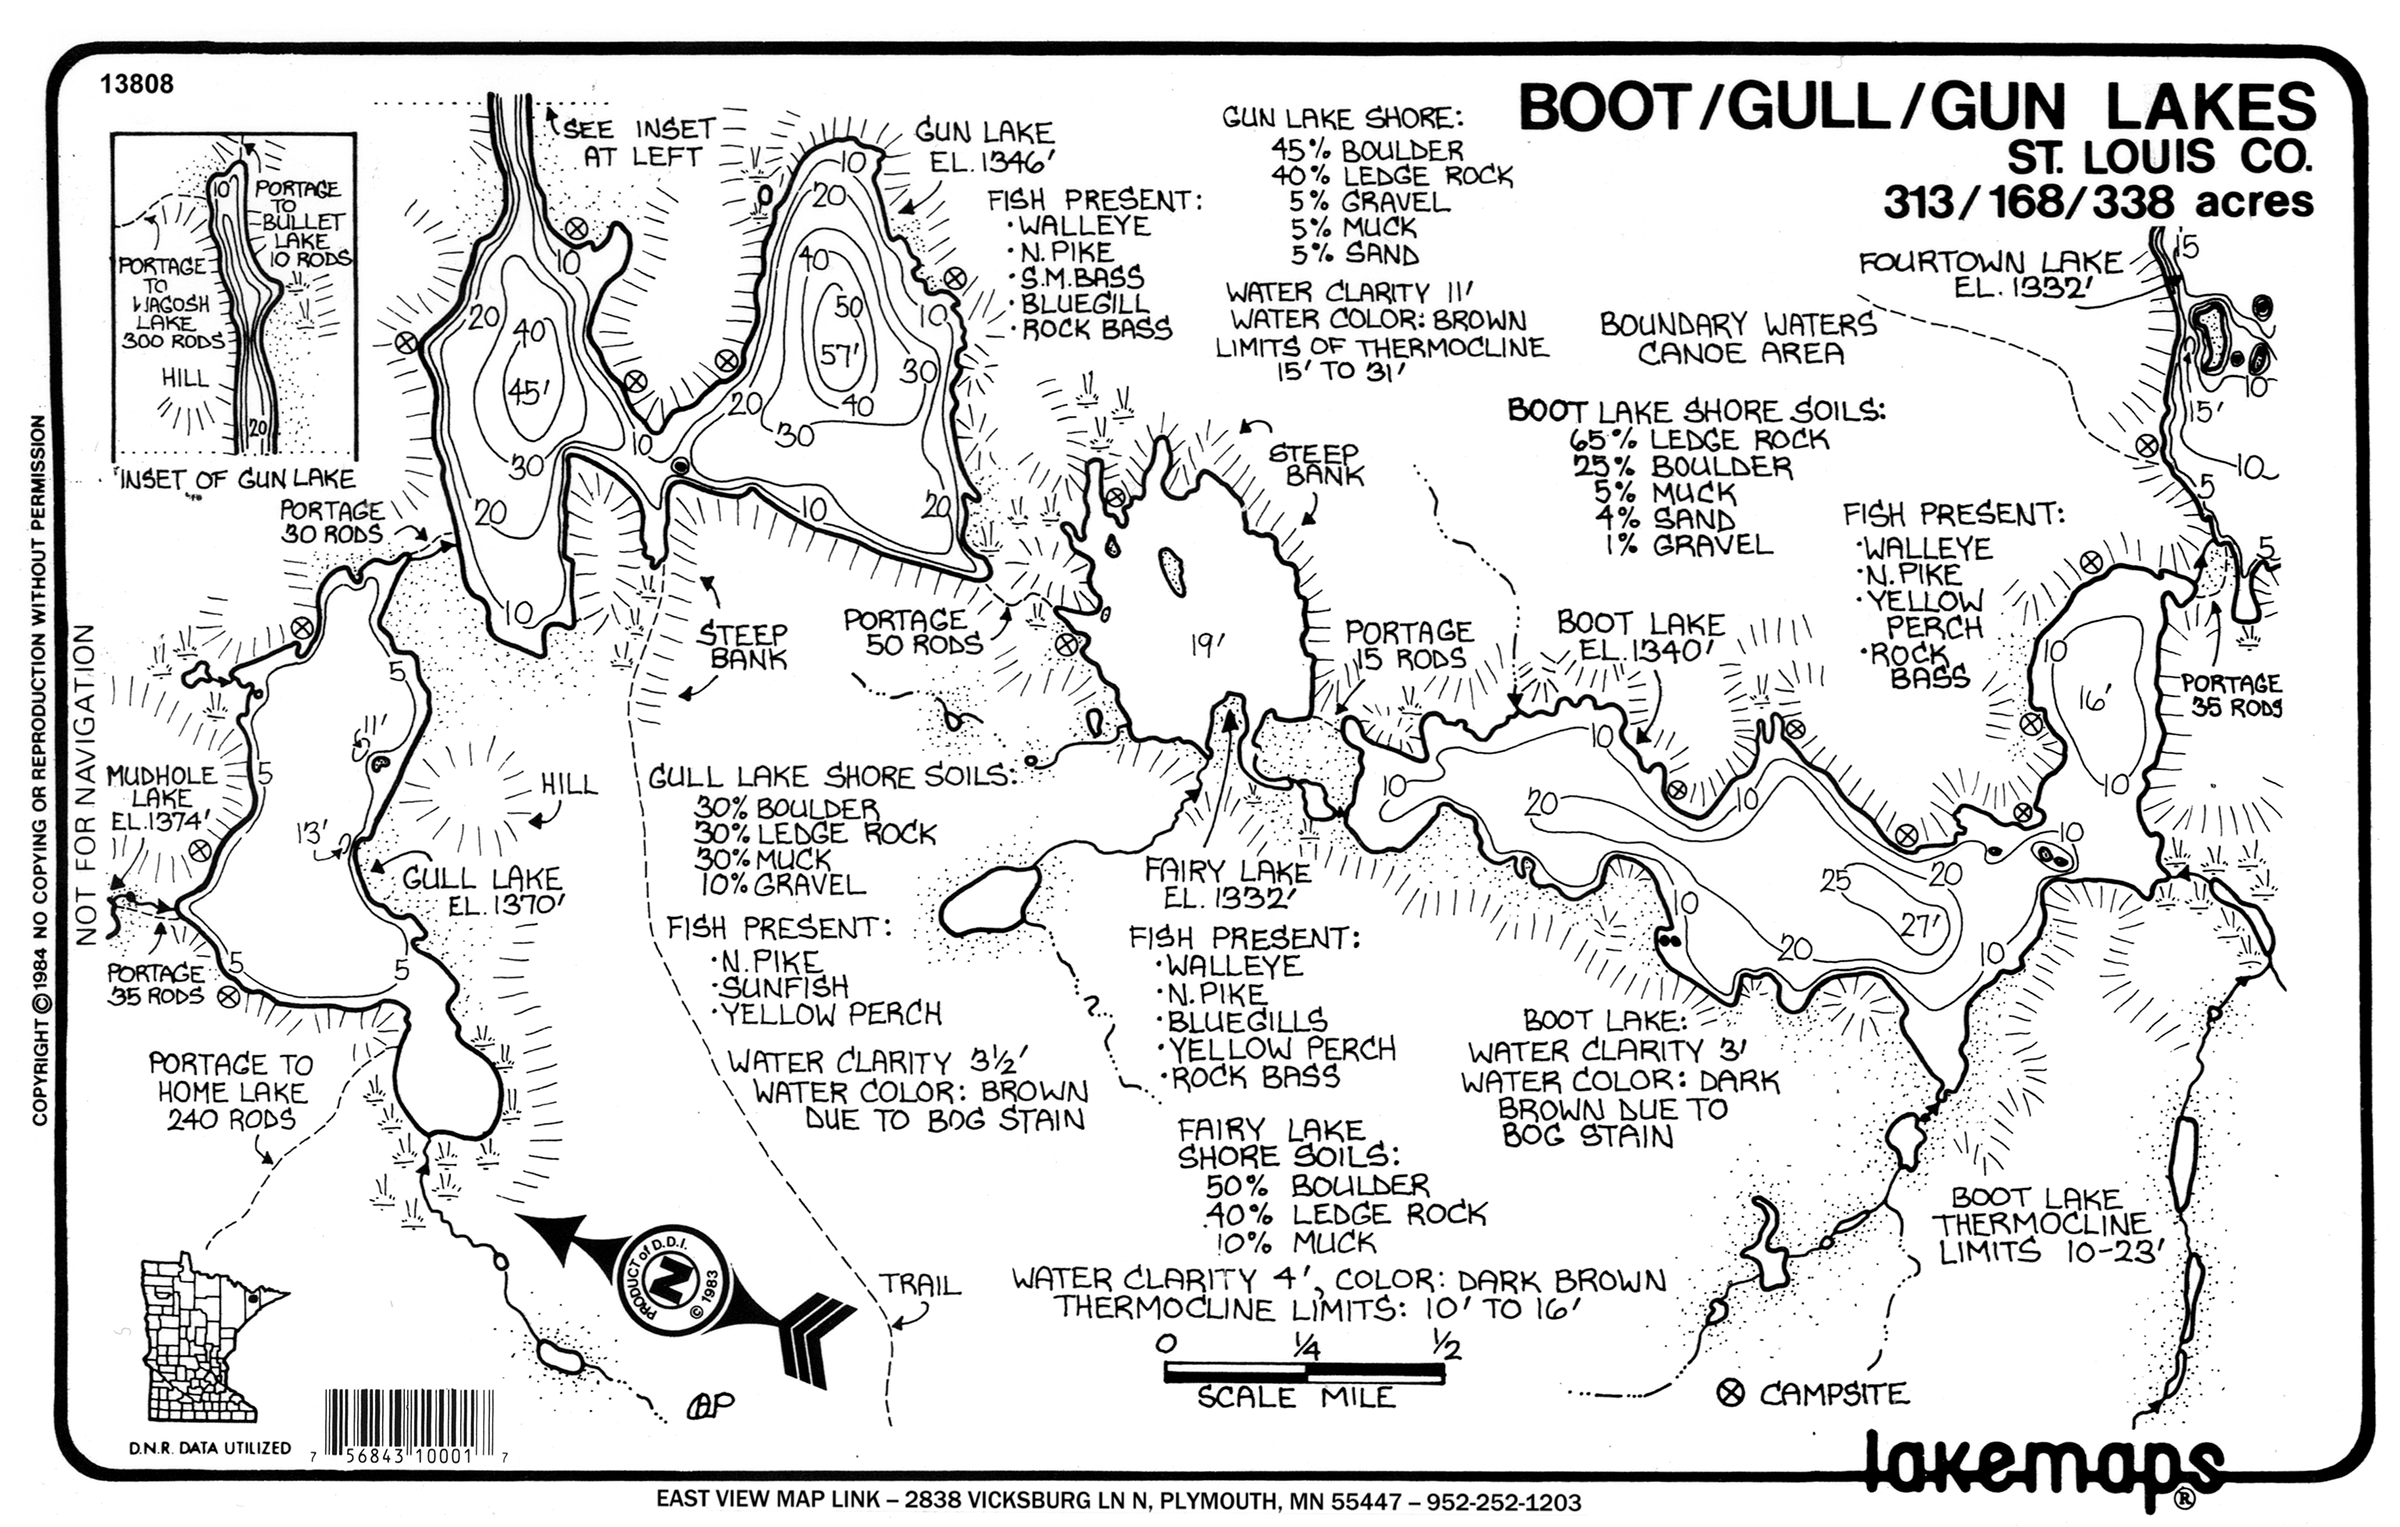 13808
BOOT/GULL/GUN LAKES
ST. LOUIS CO.
313/168/338 acres
SEE INSET
AT LEFT
GUN LAKE
EL. 1346'
FISH PRESENT:
·WALLEYE
·N. PIKE
·S.M. BASS
·BLUEGILL
·ROCK BASS
GUN LAKE SHORE:
45% BOULDER
40% LEDGE ROCK
5% GRAVEL
5% MUCK
5% SAND
WATER CLARITY 11'
WATER COLOR: BROWN
LIMITS OF THERMOCLINE
15' TO 31'
BOUNDARY WATERS
CANOE AREA
FOURTOWN LAKE
EL. 1332'
15
10
15'
10
5
5
PORTAGE
TO
BULLET
LAKE
10 RODS
PORTAGE
TO
WAGOSH
LAKE
300 RODS
HILL
10
20
INSET OF GUN LAKE
10
20
40
45'
30
20
10
10
10
20
40
50
57'
10
30
40
20
30
10
20
PORTAGE
30 RODS
STEEP
BANK
BOOT LAKE SHORE SOILS:
65% LEDGE ROCK
25% BOULDER
5% MUCK
4% SAND
1% GRAVEL
FISH PRESENT:
·WALLEYE
·N. PIKE
·YELLOW
PERCH
·ROCK
BASS
STEEP
BANK
PORTAGE
50 RODS
19'
PORTAGE
15 RODS
BOOT LAKE
EL. 1340'
PORTAGE
35 RODS
10
16'
10
10
10
20
10
10
20
25
27'
20
10
10
5
5
11'
5
13'
5
5
MUDHOLE
LAKE
EL. 1374'
HILL
GULL LAKE
EL. 1370'
PORTAGE
35 RODS
PORTAGE TO
HOME LAKE
240 RODS
GULL LAKE SHORE SOILS:
30% BOULDER
30% LEDGE ROCK
30% MUCK
10% GRAVEL
FISH PRESENT:
·N. PIKE
·SUNFISH
·YELLOW PERCH
WATER CLARITY 3½'
WATER COLOR: BROWN
DUE TO BOG STAIN
FAIRY LAKE
EL. 1332'
FISH PRESENT:
·WALLEYE
·N. PIKE
·BLUEGILLS
·YELLOW PERCH
·ROCK BASS
FAIRY LAKE
SHORE SOILS:
50% BOULDER
40% LEDGE ROCK
10% MUCK
WATER CLARITY 4', COLOR: DARK BROWN
THERMOCLINE LIMITS: 10' TO 16'
BOOT LAKE:
WATER CLARITY 3'
WATER COLOR: DARK
BROWN DUE TO
BOG STAIN
BOOT LAKE
THERMOCLINE
LIMITS 10-23'
TRAIL
PRODUCT of D.D.I.
N
© 1983
0 ¼ ½
SCALE MILE
CAMPSITE
D.N.R. DATA UTILIZED
7 56843 10001 7
lakemaps®
EAST VIEW MAP LINK – 2838 VICKSBURG LN N, PLYMOUTH, MN 55447 – 952-252-1203
COPYRIGHT © 1984 NO COPYING OR REPRODUCTION WITHOUT PERMISSION
NOT FOR NAVIGATION